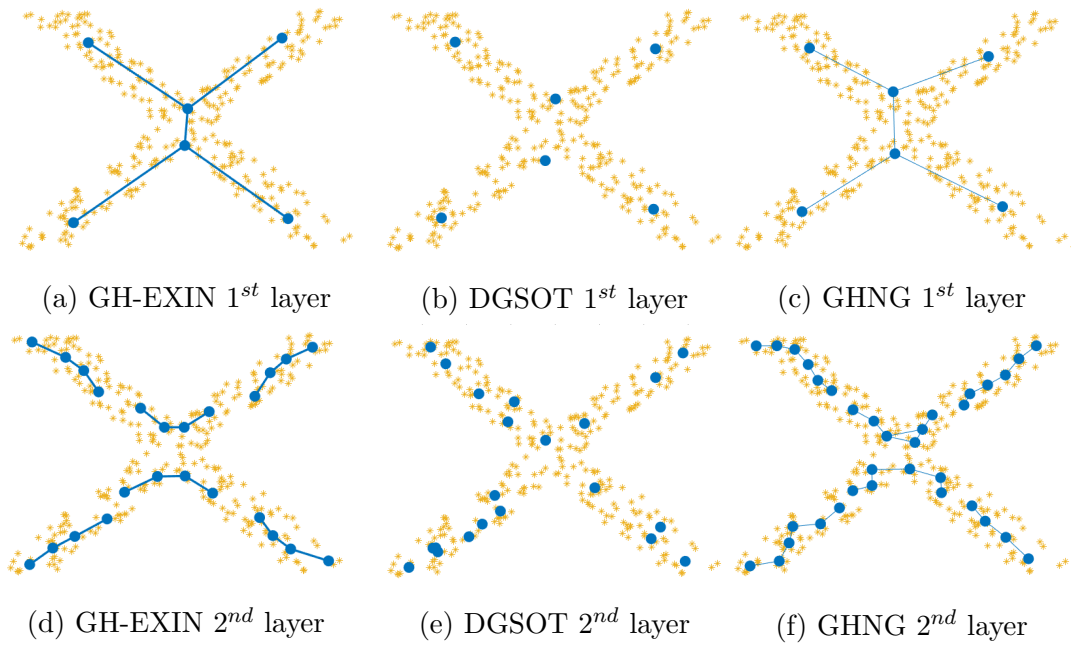 (a) GH-EXIN 1st layer
(b) DGSOT 1st layer
(c) GHNG 1st layer
(d) GH-EXIN 2nd layer
(e) DGSOT 2nd layer
(f) GHNG 2nd layer